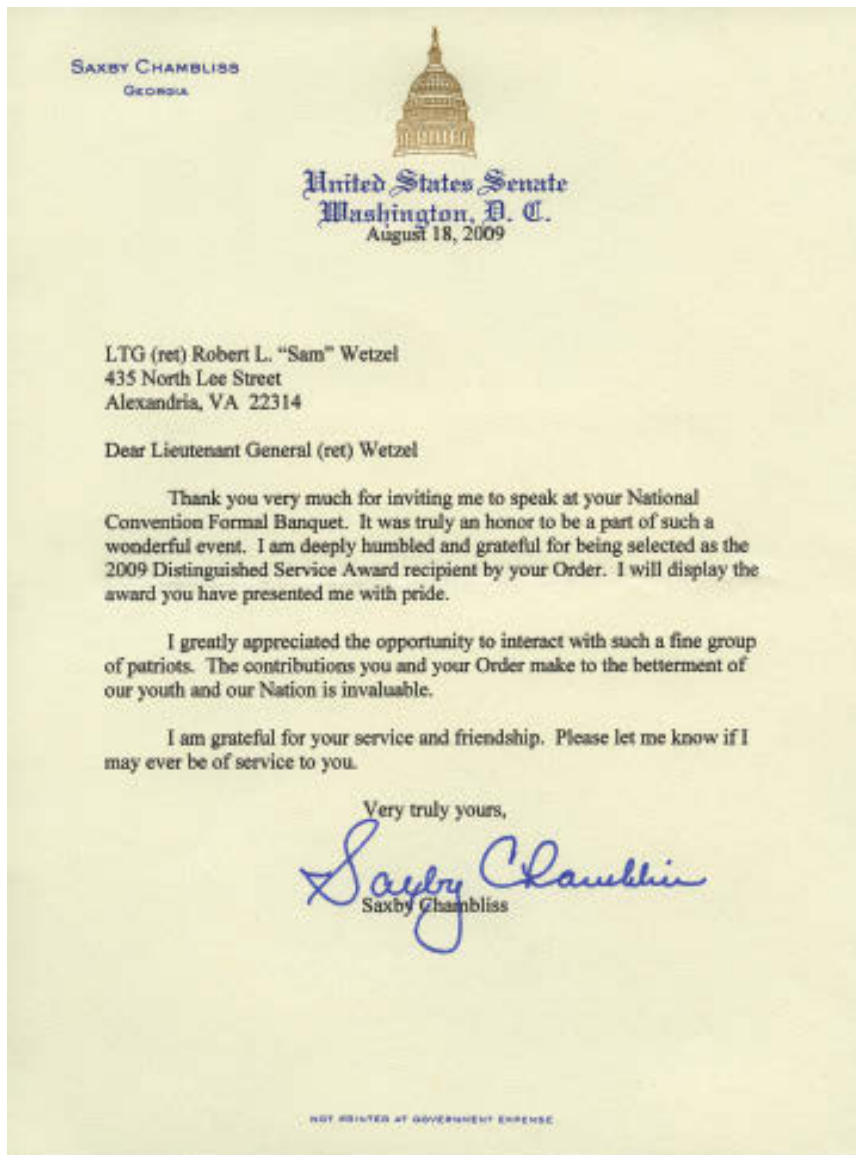 SAXBY CHAMBLISS
GEORGIA
United States Senate
Washington, D. C.
August 18, 2009
LTG (ret) Robert L. “Sam” Wetzel
435 North Lee Street
Alexandria, VA 22314
Dear Lieutenant General (ret) Wetzel
Thank you very much for inviting me to speak at your National
Convention Formal Banquet. It was truly an honor to be a part of such a
wonderful event. I am deeply humbled and grateful for being selected as the
2009 Distinguished Service Award recipient by your Order. I will display the
award you have presented me with pride.
I greatly appreciated the opportunity to interact with such a fine group
of patriots. The contributions you and your Order make to the betterment of
our youth and our Nation is invaluable.
I am grateful for your service and friendship. Please let me know if I
may ever be of service to you.
Very truly yours,
Saxby Chambliss
Saxby Chambliss
NOT PRINTED AT GOVERNMENT EXPENSE